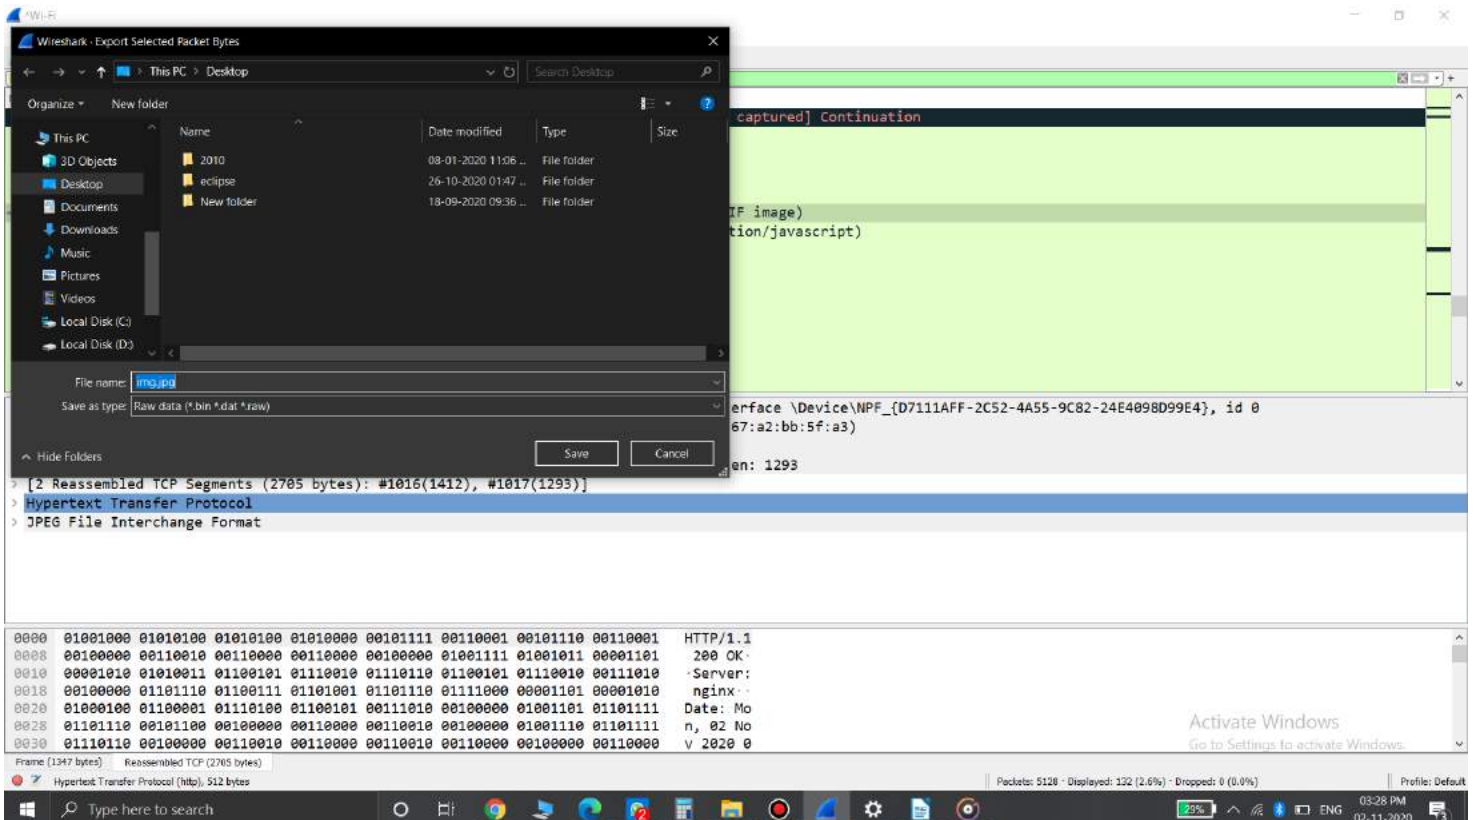 *Wi-Fi
Wireshark · Export Selected Packet Bytes
This PC > Desktop
Search Desktop
Organize
New folder
This PC
3D Objects
Desktop
Documents
Downloads
Music
Pictures
Videos
Local Disk (C:)
Local Disk (D:)
Name Date modified Type Size
2010 08-01-2020 11:06 ... File folder
eclipse 26-10-2020 01:47 ... File folder
New folder 18-09-2020 09:36 ... File folder
File name: img.jpg
Save as type: Raw data (*.bin *.dat *.raw)
Hide Folders
Save
Cancel
captured] Continuation
IF image)
tion/javascript)
erface \Device\NPF_{D7111AFF-2C52-4A55-9C82-24E4098D99E4}, id 0
67:a2:bb:5f:a3)
en: 1293
[2 Reassembled TCP Segments (2705 bytes): #1016(1412), #1017(1293)]
Hypertext Transfer Protocol
JPEG File Interchange Format
0000 01001000 01010100 01010100 01010000 00101111 00110001 00101110 00110001 HTTP/1.1
0008 00100000 00110010 00110000 00110000 00100000 01001111 01001011 00001101 200 OK·
0010 00001010 01010011 01100101 01110010 01110110 01100101 01110010 00111010 ·Server:
0018 00100000 01101110 01100111 01101001 01101110 01111000 00001101 00001010 nginx··
0020 01000100 01100001 01110100 01100101 00111010 00100000 01001101 01101111 Date: Mo
0028 01101110 00101100 00100000 00110000 00110010 00100000 01001110 01101111 n, 02 No
0030 01110110 00100000 00110010 00110000 00110010 00110000 00100000 00110000 v 2020 0
Activate Windows
Go to Settings to activate Windows.
Frame (1347 bytes) Reassembled TCP (2705 bytes)
Hypertext Transfer Protocol (http), 512 bytes
Packets: 5128 · Displayed: 132 (2.6%) · Dropped: 0 (0.0%)
Profile: Default
Type here to search
29%
ENG
03:28 PM
02-11-2020